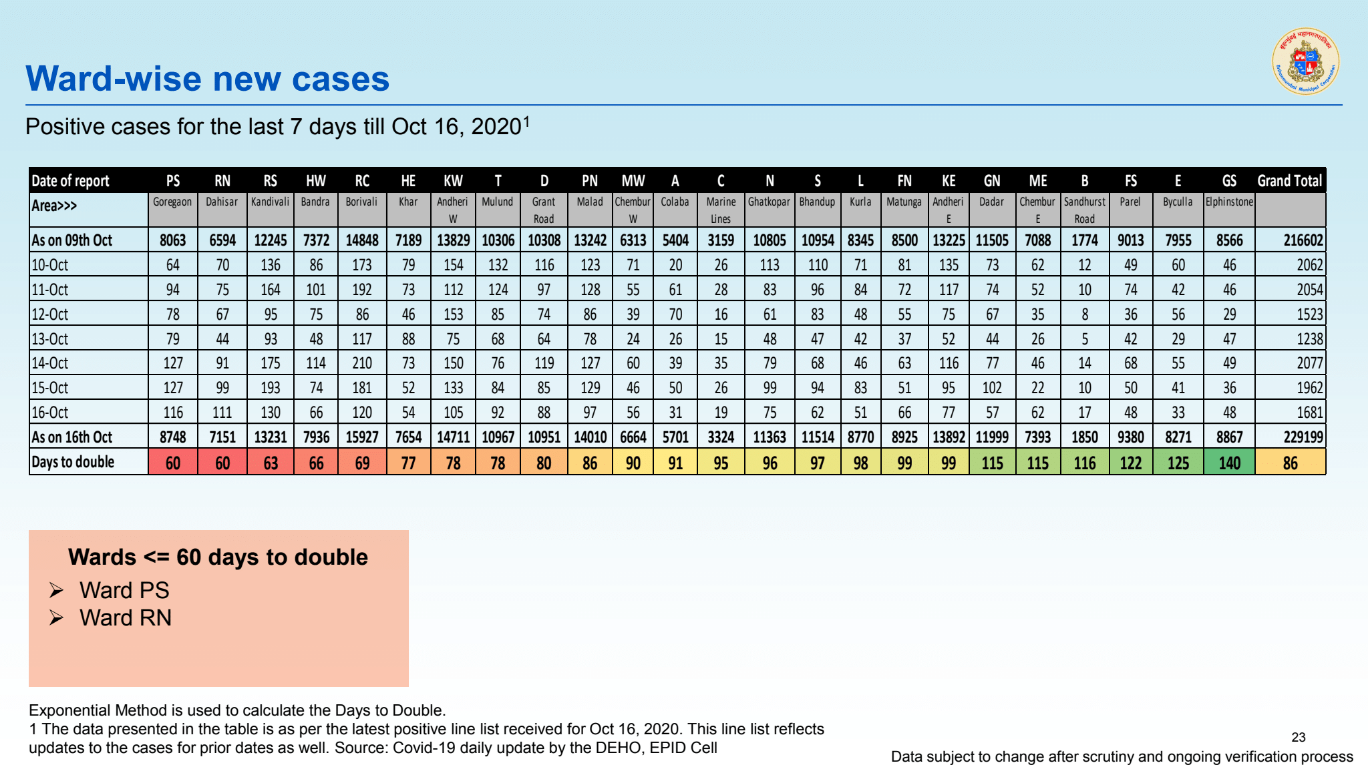 Ward-wise new cases
Positive cases for the last 7 days till Oct 16, 2020¹
Date of report PS RN RS HW RC HE KW T D PN MW A C N S L FN KE GN ME B FS E GS Grand Total
Area>>> Goregaon Dahisar Kandivali Bandra Borivali Khar Andheri W Mulund Grant Road Malad Chembur W Colaba Marine Lines Ghatkopar Bhandup Kurla Matunga Andheri E Dadar Chembur E Sandhurst Road Parel Byculla Elphinstone
As on 09th Oct 8063 6594 12245 7372 14848 7189 13829 10306 10308 13242 6313 5404 3159 10805 10954 8345 8500 13225 11505 7088 1774 9013 7955 8566 216602
10-Oct 64 70 136 86 173 79 154 132 116 123 71 20 26 113 110 71 81 135 73 62 12 49 60 46 2062
11-Oct 94 75 164 101 192 73 112 124 97 128 55 61 28 83 96 84 72 117 74 52 10 74 42 46 2054
12-Oct 78 67 95 75 86 46 153 85 74 86 39 70 16 61 83 48 55 75 67 35 8 36 56 29 1523
13-Oct 79 44 93 48 117 88 75 68 64 78 24 26 15 48 47 42 37 52 44 26 5 42 29 47 1238
14-Oct 127 91 175 114 210 73 150 76 119 127 60 39 35 79 68 46 63 116 77 46 14 68 55 49 2077
15-Oct 127 99 193 74 181 52 133 84 85 129 46 50 26 99 94 83 51 95 102 22 10 50 41 36 1962
16-Oct 116 111 130 66 120 54 105 92 88 97 56 31 19 75 62 51 66 77 57 62 17 48 33 48 1681
As on 16th Oct 8748 7151 13231 7936 15927 7654 14711 10967 10951 14010 6664 5701 3324 11363 11514 8770 8925 13892 11999 7393 1850 9380 8271 8867 229199
Days to double 60 60 63 66 69 77 78 78 80 86 90 91 95 96 97 98 99 99 115 115 116 122 125 140 86
Wards <= 60 days to double
➢ Ward PS
➢ Ward RN
Exponential Method is used to calculate the Days to Double.
1 The data presented in the table is as per the latest positive line list received for Oct 16, 2020. This line list reflects
updates to the cases for prior dates as well. Source: Covid-19 daily update by the DEHO, EPID Cell
23
Data subject to change after scrutiny and ongoing verification process